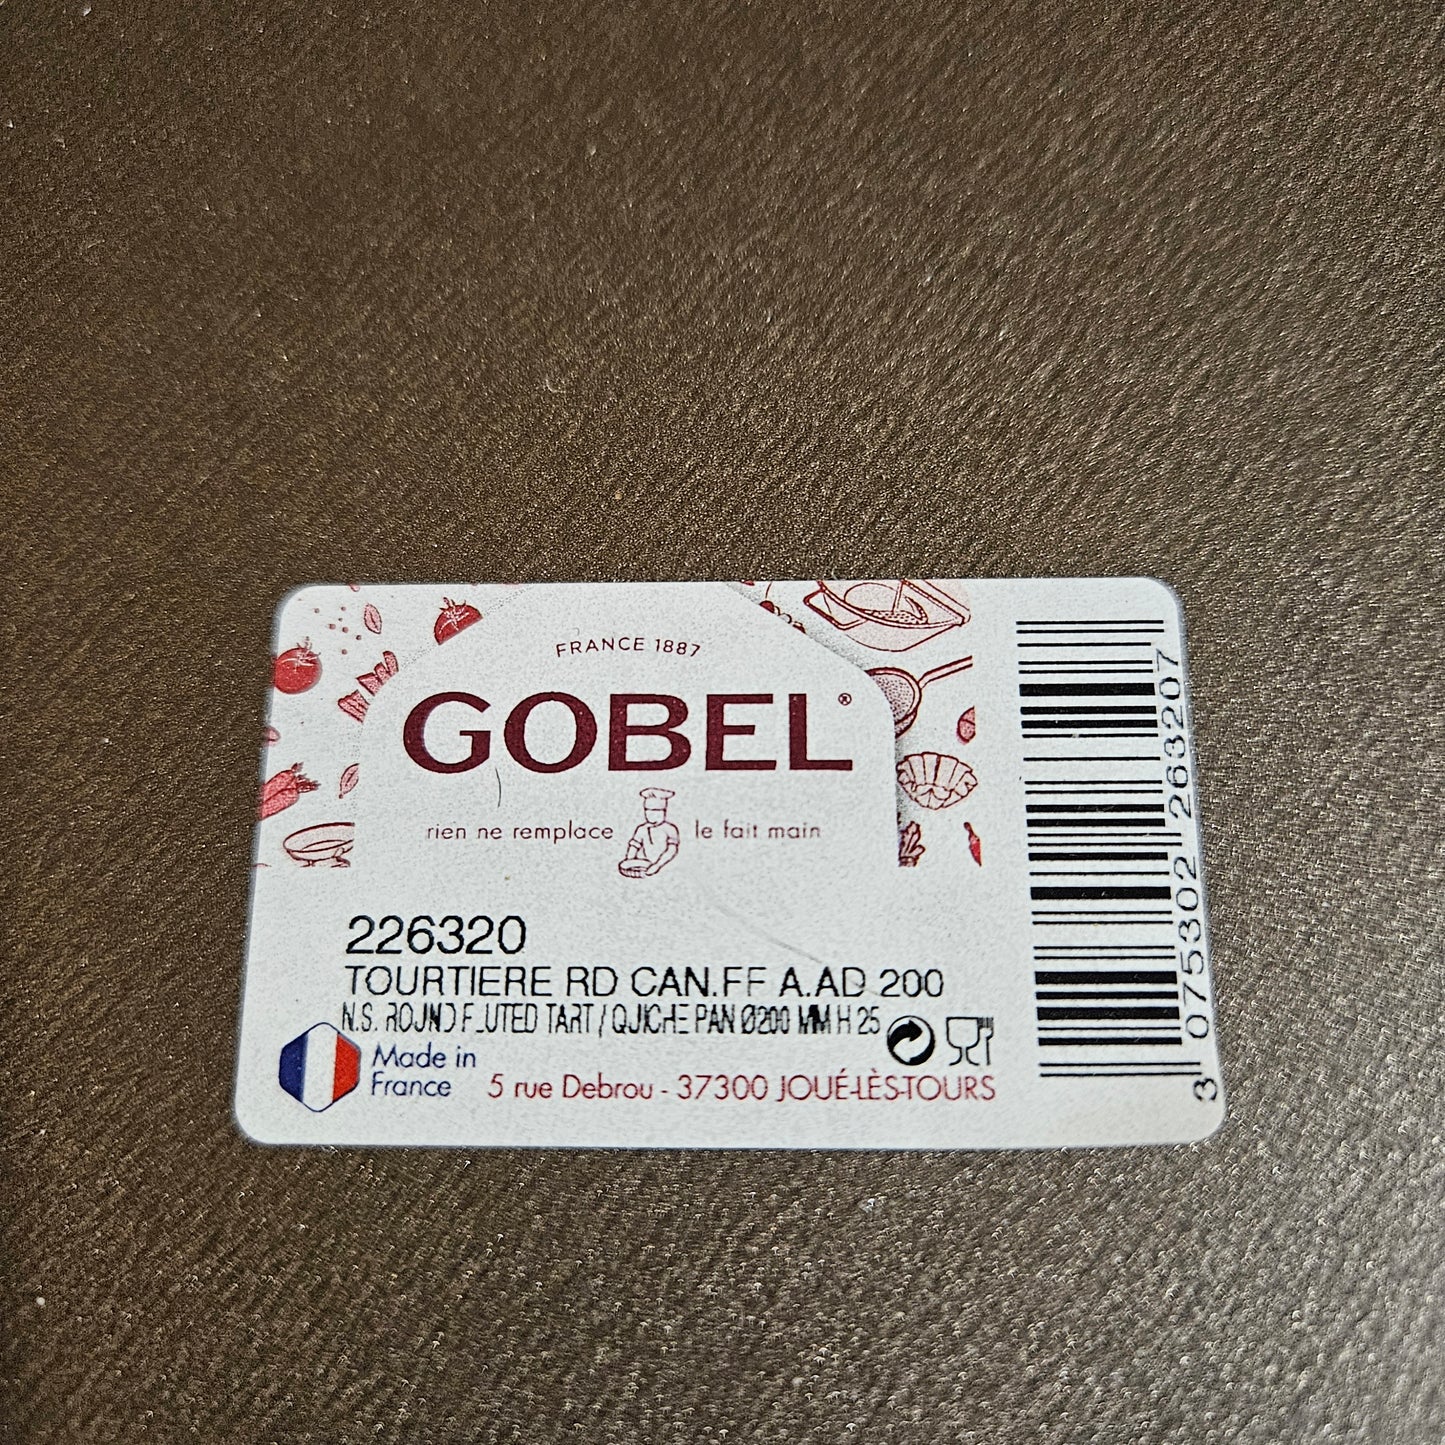 FRANCE 1887
GOBEL®
rien ne remplace le fait main
226320
TOURTIERE RD CAN.FF A.AD 200
N.S. ROUND FLUTED TART / QUICHE PAN Ø200 MM H 25
Made in
France
5 rue Debrou - 37300 JOUÉ-LÈS-TOURS
3 075302 263207